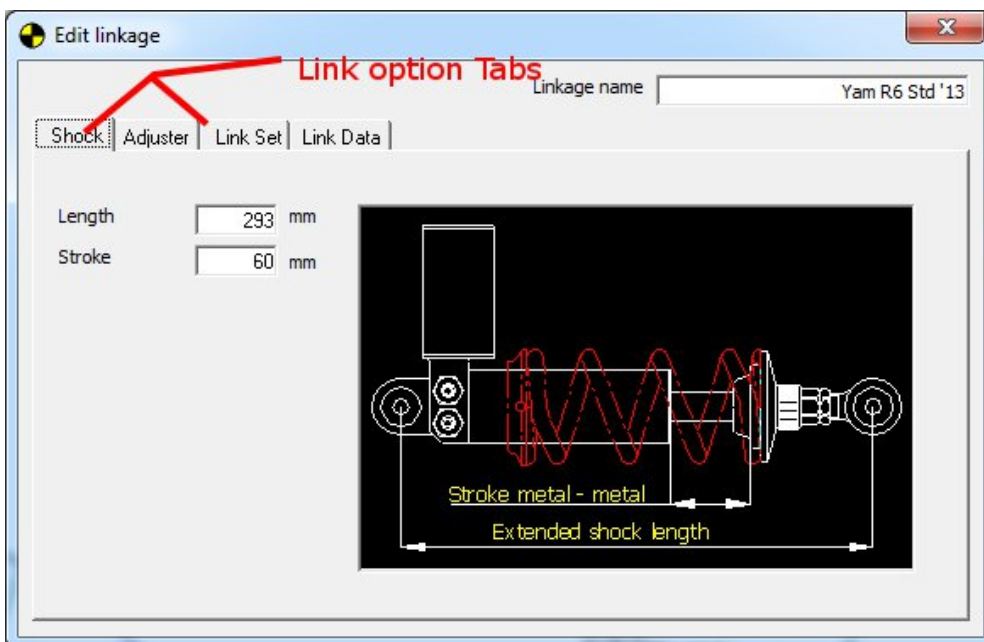 Edit linkage
Link option Tabs
Linkage name Yam R6 Std '13
Shock Adjuster Link Set Link Data
Length 293 mm
Stroke 60 mm
Stroke metal - metal
Extended shock length